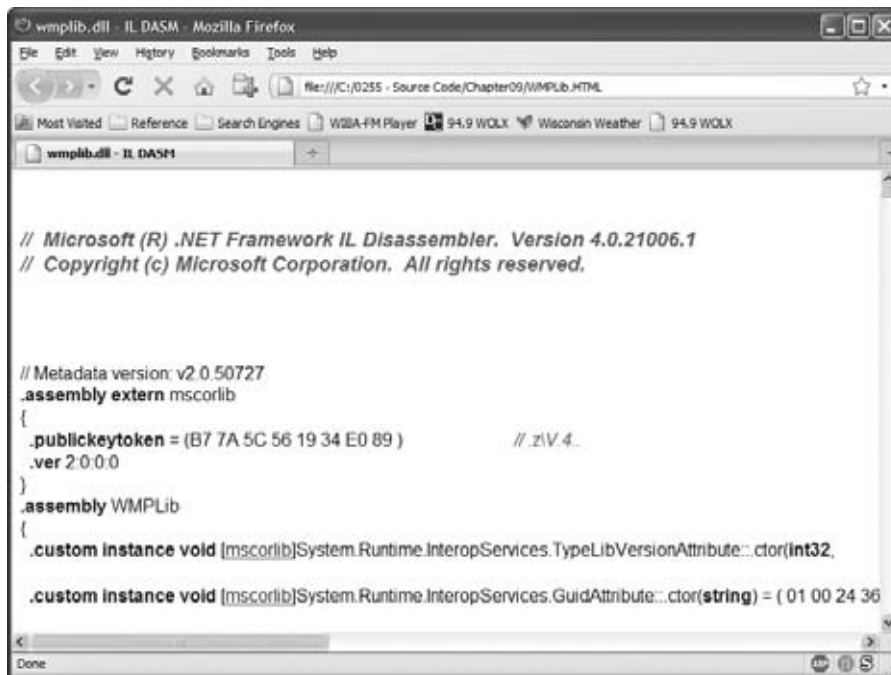 wmplib.dll - IL DASM - Mozilla Firefox
File Edit View History Bookmarks Tools Help
file:///C:/0255 - Source Code/Chapter09/WMPLib.HTML
Most Visited Reference Search Engines WIBA-FM Player 94.9 WOLX Wisconsin Weather 94.9 WOLX
wmplib.dll - IL DASM
// Microsoft (R) .NET Framework IL Disassembler. Version 4.0.21006.1
// Copyright (c) Microsoft Corporation. All rights reserved.
// Metadata version: v2.0.50727
.assembly extern mscorlib
{
.publickeytoken = (B7 7A 5C 56 19 34 E0 89 ) // .z\V.4..
.ver 2:0:0:0
}
.assembly WMPLib
{
.custom instance void [mscorlib]System.Runtime.InteropServices.TypeLibVersionAttribute::.ctor(int32,
.custom instance void [mscorlib]System.Runtime.InteropServices.GuidAttribute::.ctor(string) = ( 01 00 24 36
Done